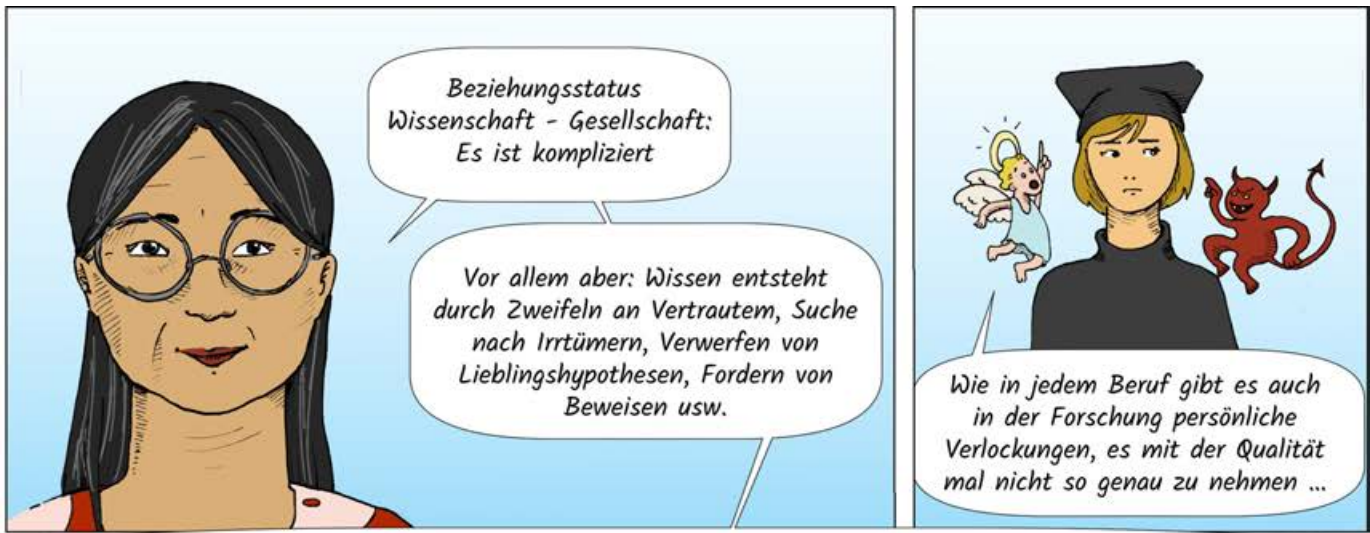 Beziehungsstatus
Wissenschaft - Gesellschaft:
Es ist kompliziert
Vor allem aber: Wissen entsteht
durch Zweifeln an Vertrautem, Suche
nach Irrtümern, Verwerfen von
Lieblingshypothesen, Fordern von
Beweisen usw.
Wie in jedem Beruf gibt es auch
in der Forschung persönliche
Verlockungen, es mit der Qualität
mal nicht so genau zu nehmen ...